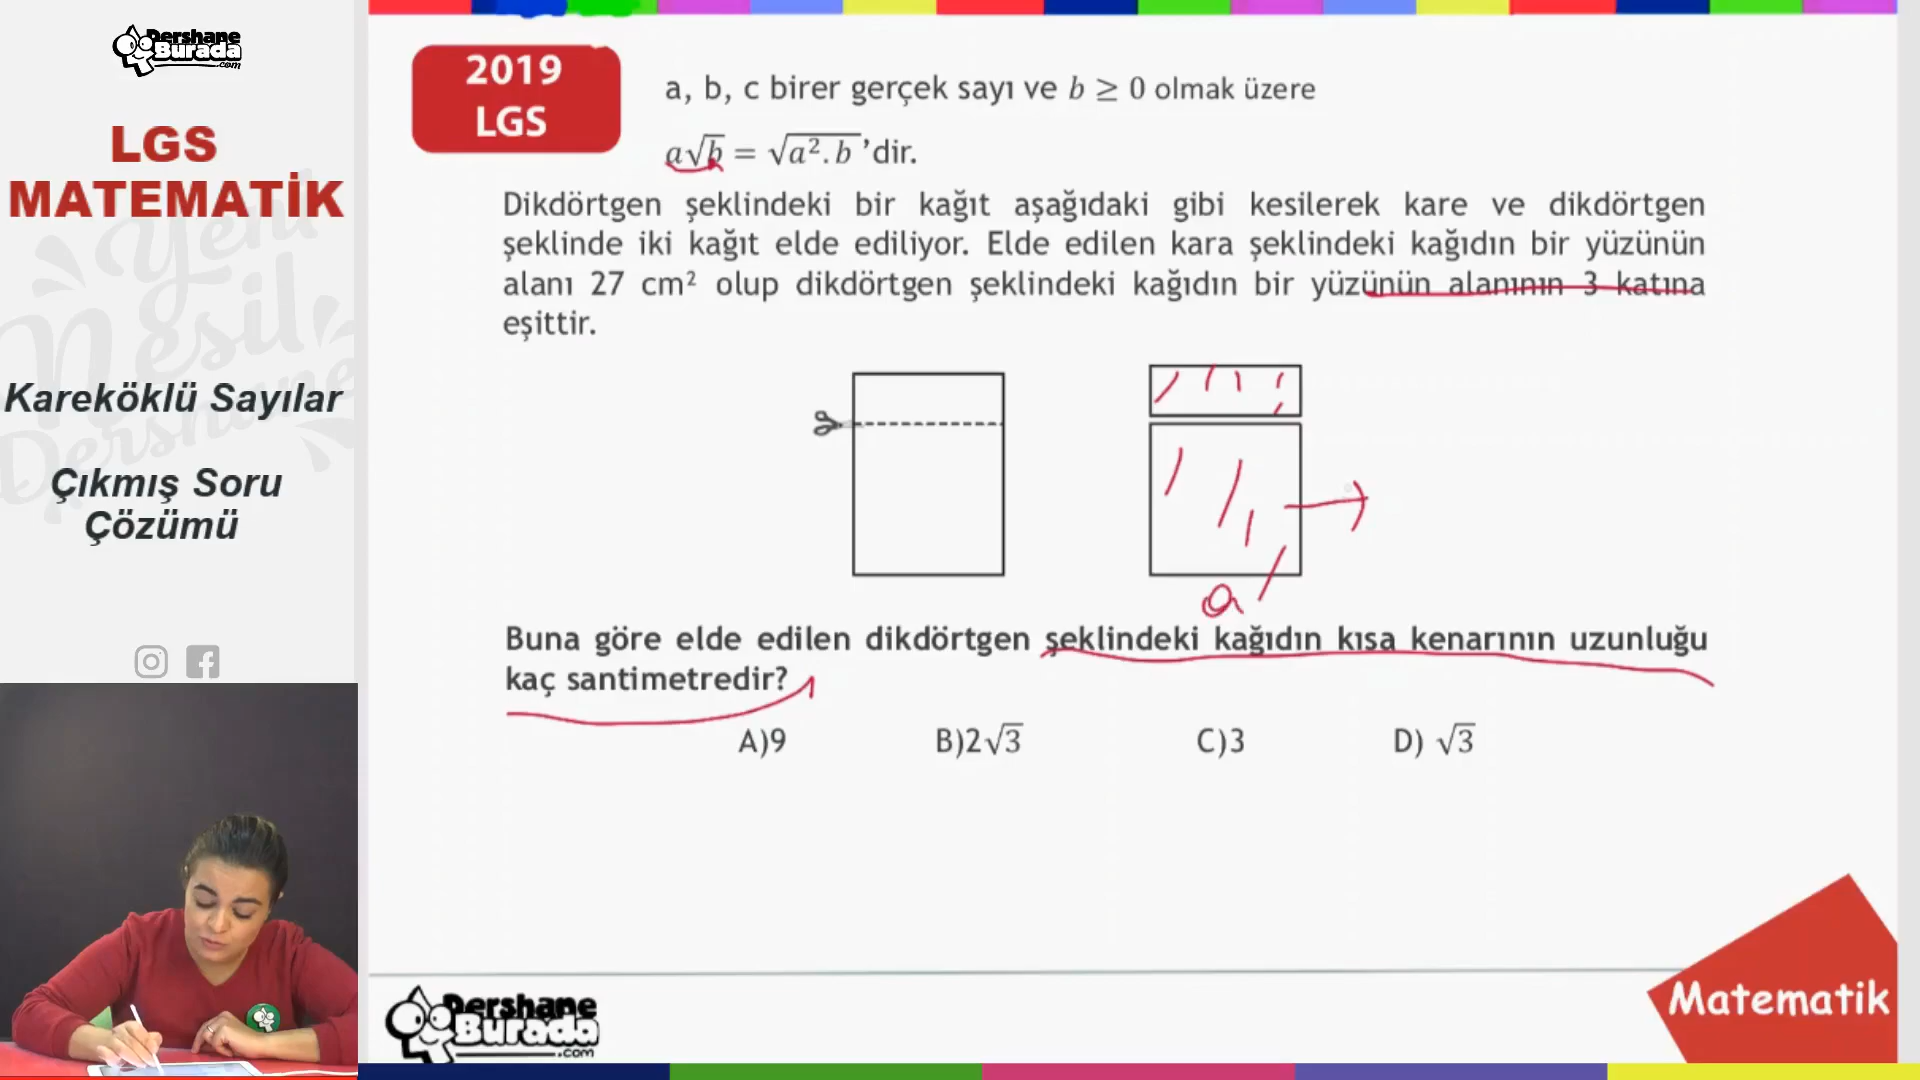 Dershane
Burada
.com
LGS
MATEMATİK
Yeni
Nesil
Dershane
Kareköklü Sayılar
Çıkmış Soru
Çözümü
2019
LGS
a, b, c birer gerçek sayı ve b ≥ 0 olmak üzere
a√b = √a².b 'dir.
Dikdörtgen şeklindeki bir kağıt aşağıdaki gibi kesilerek kare ve dikdörtgen
şeklinde iki kağıt elde ediliyor. Elde edilen kara şeklindeki kağıdın bir yüzünün
alanı 27 cm² olup dikdörtgen şeklindeki kağıdın bir yüzünün alanının 3 katına
eşittir.
a
Buna göre elde edilen dikdörtgen şeklindeki kağıdın kısa kenarının uzunluğu
kaç santimetredir?
A)9 B)2√3 C)3 D) √3
Dershane
Burada
.com
Matematik